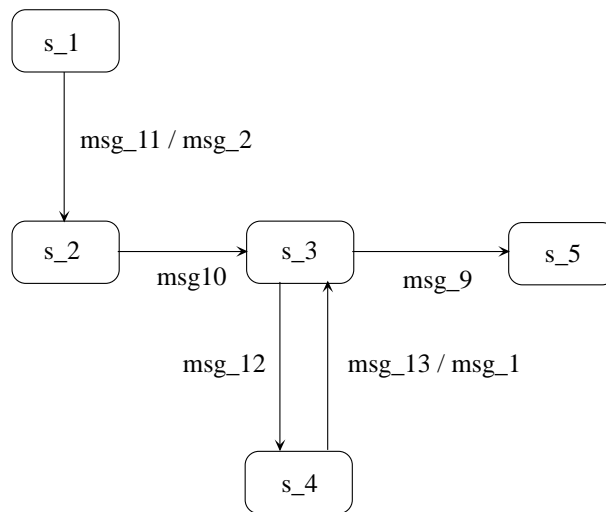 s_1
msg_11 / msg_2
s_2
msg10
s_3
msg_9
s_5
msg_12
msg_13 / msg_1
s_4